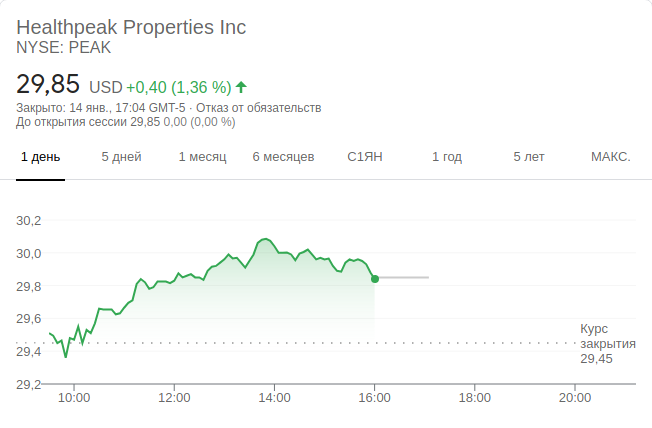 Healthpeak Properties Inc
NYSE: PEAK
29,85 USD +0,40 (1,36 %)
Закрыто: 14 янв., 17:04 GMT-5 · Отказ от обязательств
До открытия сессии 29,85 0,00 (0,00 %)
1 день 5 дней 1 месяц 6 месяцев С1ЯН 1 год 5 лет МАКС.
30,2
30,0
29,8
29,6
29,4
29,2
Курс
закрытия
29,45
10:00 12:00 14:00 16:00 18:00 20:00